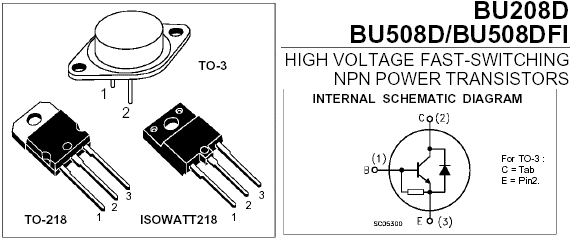 BU208D
BU508D/BU508DFI
HIGH VOLTAGE FAST-SWITCHING
NPN POWER TRANSISTORS
TO-3
1
2
TO-218
1
2
3
ISOWATT218
1
2
3
INTERNAL SCHEMATIC DIAGRAM
C (2)
(1)
B
E (3)
SC05300
For TO-3 :
C = Tab
E = Pin2.